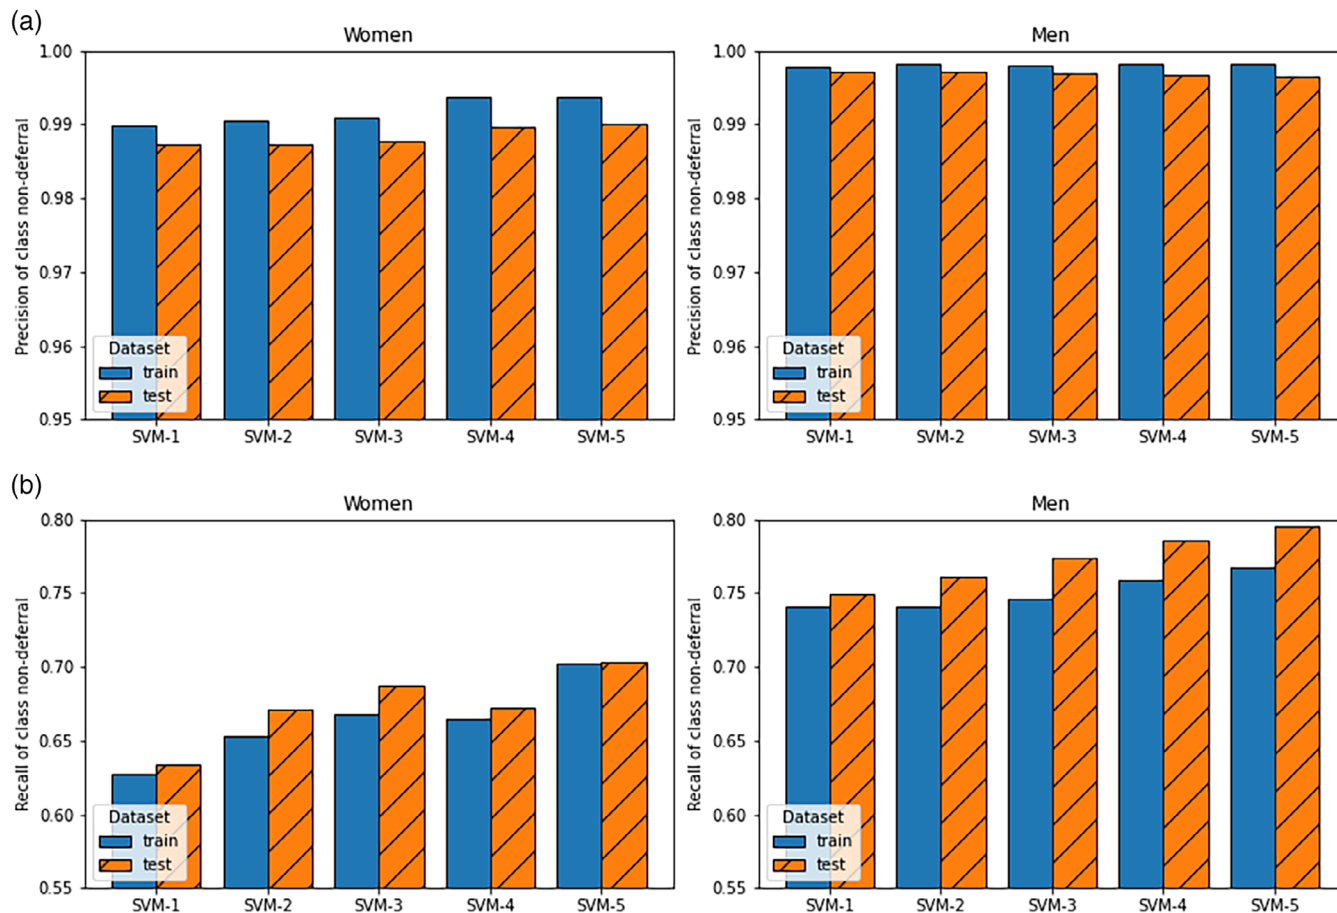 (a)
Women
Precision of class non-deferral
1.00
0.99
0.98
0.97
0.96
0.95
Dataset
train
test
SVM-1 SVM-2 SVM-3 SVM-4 SVM-5
Men
Precision of class non-deferral
1.00
0.99
0.98
0.97
0.96
0.95
Dataset
train
test
SVM-1 SVM-2 SVM-3 SVM-4 SVM-5
(b)
Women
Recall of class non-deferral
0.80
0.75
0.70
0.65
0.60
0.55
Dataset
train
test
SVM-1 SVM-2 SVM-3 SVM-4 SVM-5
Men
Recall of class non-deferral
0.80
0.75
0.70
0.65
0.60
0.55
Dataset
train
test
SVM-1 SVM-2 SVM-3 SVM-4 SVM-5